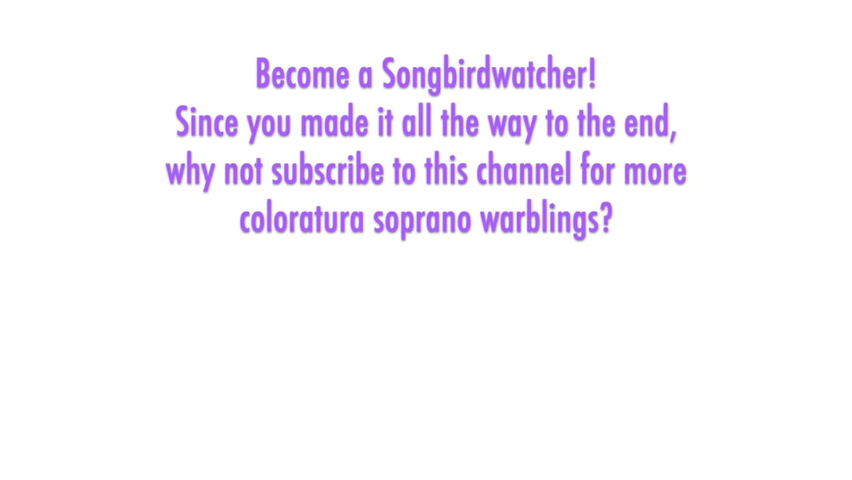 Become a Songbirdwatcher!
Since you made it all the way to the end,
why not subscribe to this channel for more
coloratura soprano warblings?